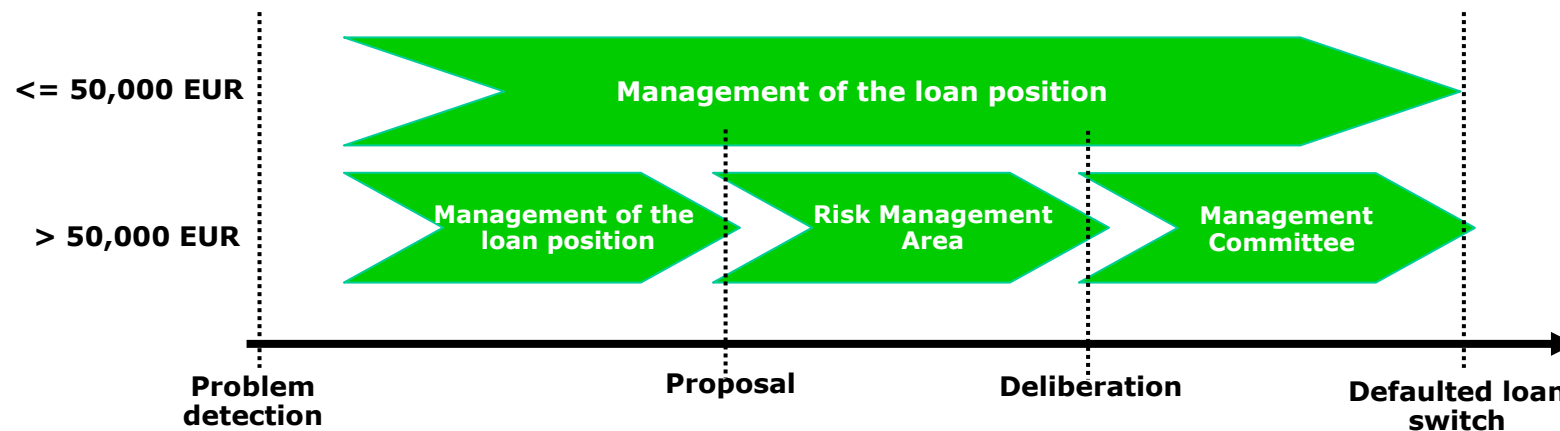 <= 50,000 EUR
Management of the loan position
> 50,000 EUR
Management of the
loan position
Risk Management
Area
Management
Committee
Problem
detection
Proposal
Deliberation
Defaulted loan
switch